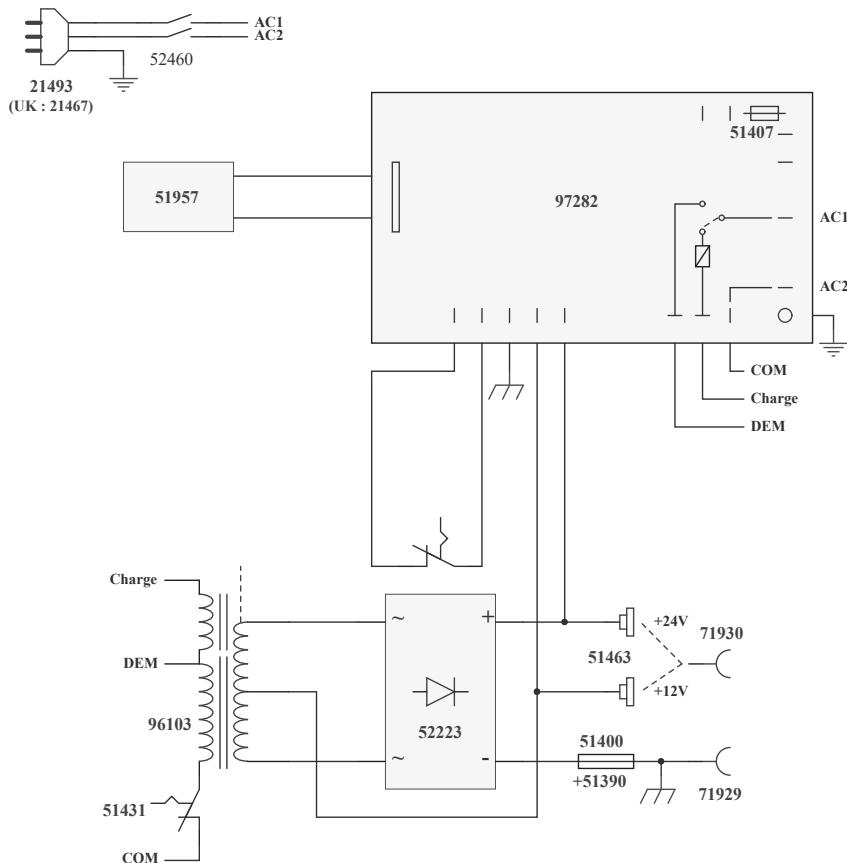 AC1
AC2
52460
21493
(UK : 21467)
51407
51957
97282
AC1
AC2
COM
Charge
DEM
Charge
~
+
+24V
71930
51463
DEM
+12V
96103
52223
51400
~
-
+51390
71929
51431
COM